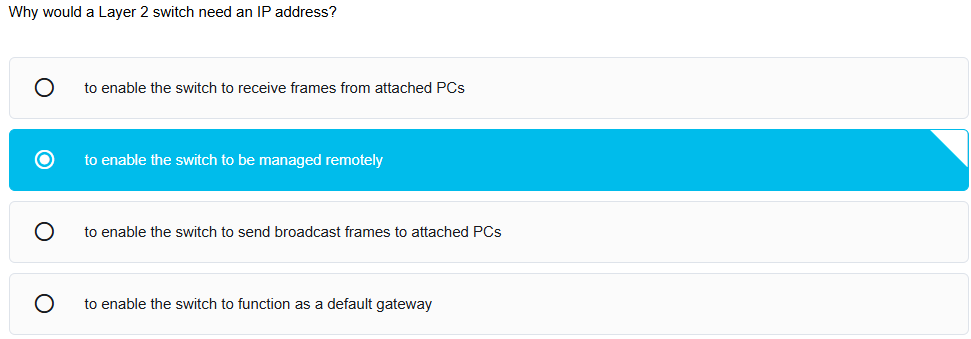 Why would a Layer 2 switch need an IP address?
to enable the switch to receive frames from attached PCs
to enable the switch to be managed remotely
to enable the switch to send broadcast frames to attached PCs
to enable the switch to function as a default gateway